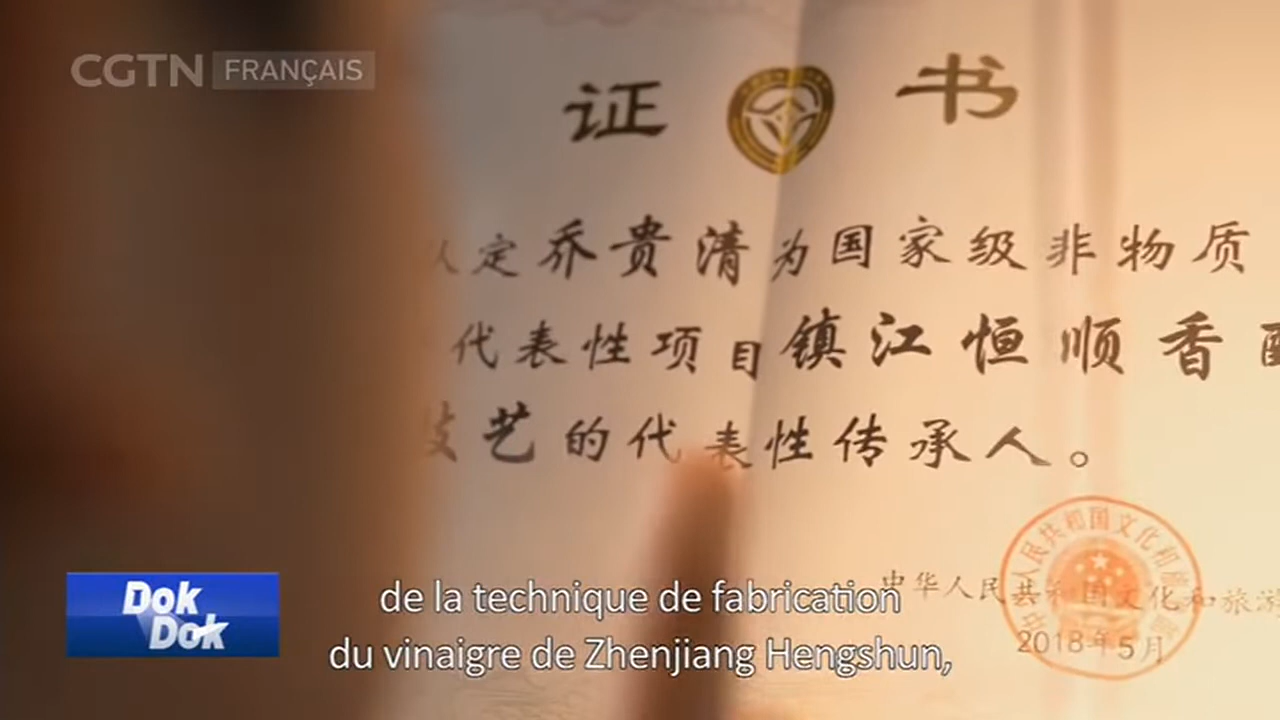 CGTN FRANÇAIS
证 书
认定乔贵清为国家级非物质
代表性项目镇江恒顺香
技艺的代表性传承人。
中华人民共和国文化和旅游
2018年5月
Dok
Dok
de la technique de fabrication
du vinaigre de Zhenjiang Hengshun,